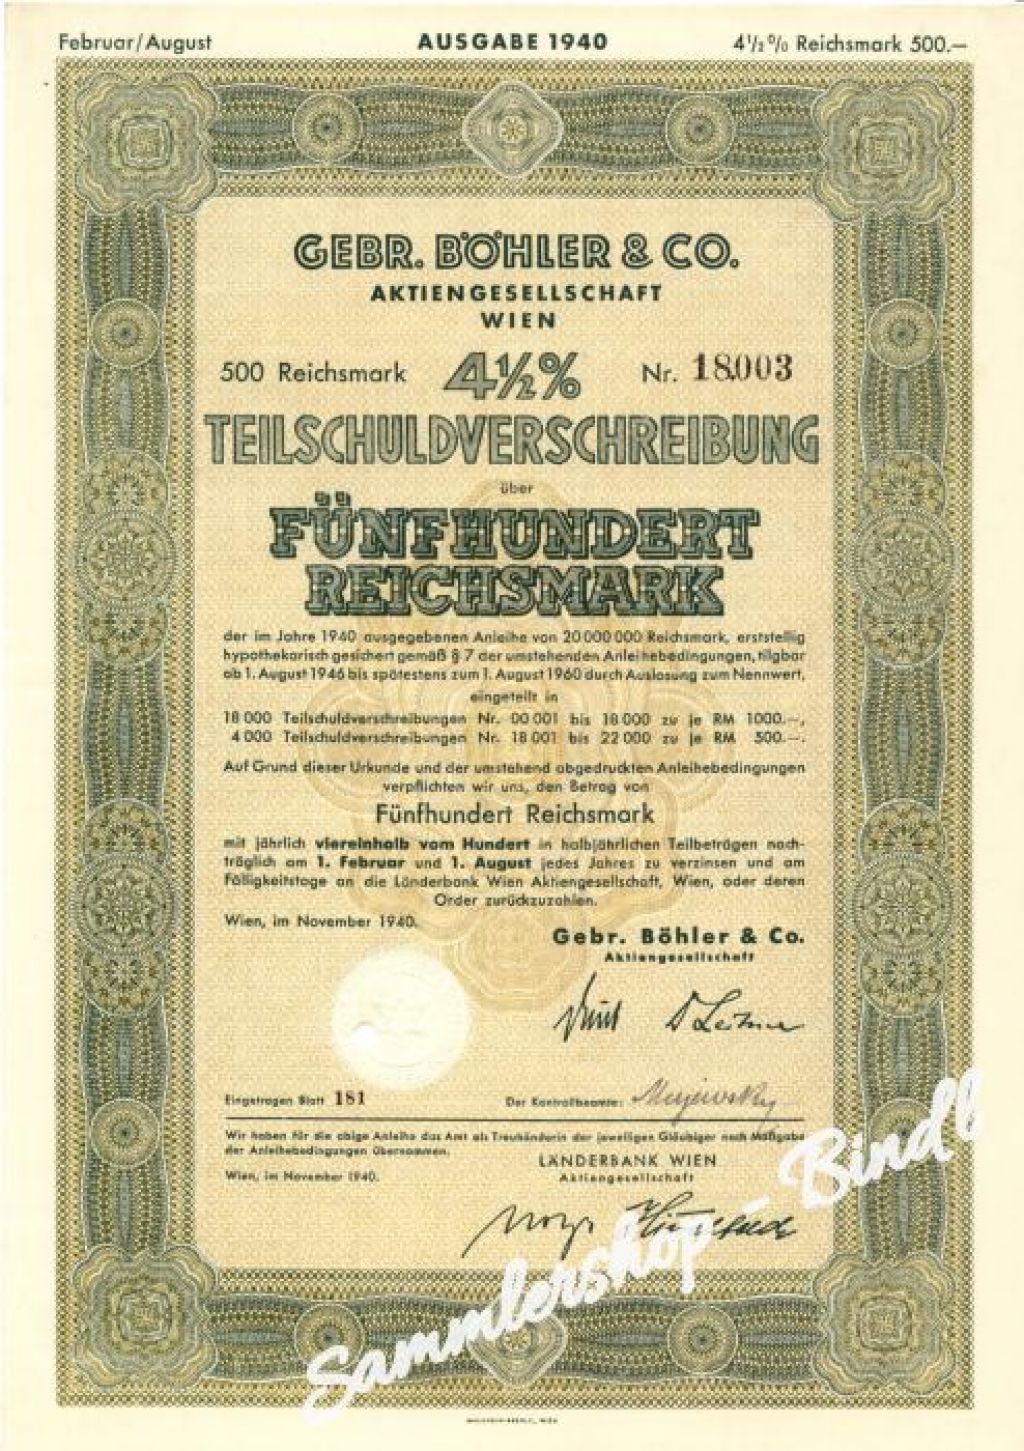 Februar/August AUSGABE 1940 4½% Reichsmark 500.—
GEBR. BÖHLER & CO.
AKTIENGESELLSCHAFT
WIEN
500 Reichsmark 4½% Nr. 18003
TEILSCHULDVERSCHREIBUNG
über
FÜNFHUNDERT
REICHSMARK
der im Jahre 1940 ausgegebenen Anleihe von 20 000 000 Reichsmark, erststellig
hypothekarisch gesichert gemäß § 7 der umstehenden Anleihebedingungen, tilgbar
ab 1. August 1946 bis spätestens zum 1. August 1960 durch Auslosung zum Nennwert,
eingeteilt in
18 000 Teilschuldverschreibungen Nr. 00 001 bis 18 000 zu je RM 1000.—,
4 000 Teilschuldverschreibungen Nr. 18 001 bis 22 000 zu je RM 500.—.
Auf Grund dieser Urkunde und der umstehend abgedruckten Anleihebedingungen
verpflichten wir uns, den Betrag von
Fünfhundert Reichsmark
mit jährlich viereinhalb vom Hundert in halbjährlichen Teilbeträgen nach-
träglich am 1. Februar und 1. August jedes Jahres zu verzinsen und am
Fälligkeitstage an die Länderbank Wien Aktiengesellschaft, Wien, oder deren
Order zurückzuzahlen.
Wien, im November 1940.
Gebr. Böhler & Co.
Aktiengesellschaft
Eingetragen Blatt 181 Der Kontrollbeamte: Majewsky
Wir haben für die obige Anleihe das Amt als Treuhänderin der jeweiligen Gläubiger nach Maßgabe
der Anleihebedingungen übernommen.
Wien, im November 1940.
LÄNDERBANK WIEN
Aktiengesellschaft
Sammlershop - Bindl